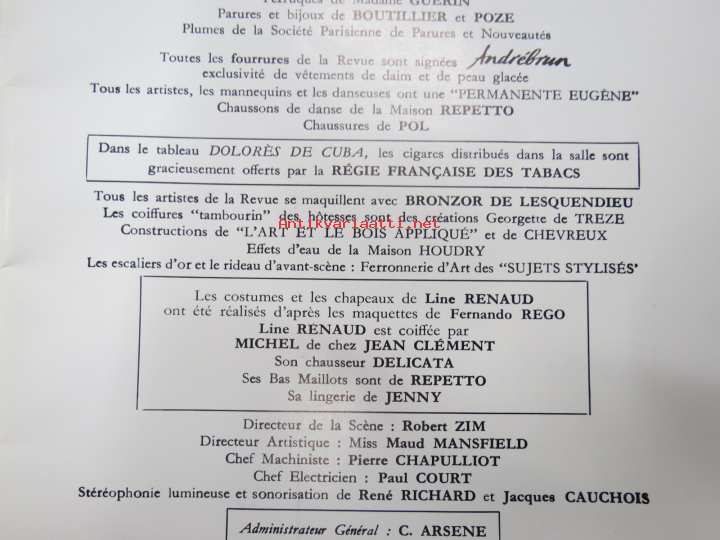 Perruques de Madame GUÉRIN
Parures et bijoux de BOUTILLIER et POZE
Plumes de la Société Parisienne de Parures et Nouveautés
Toutes les fourrures de la Revue sont signées Andrébrun
exclusivité de vêtements de daim et de peau glacée
Tous les artistes, les mannequins et les danseuses ont une "PERMANENTE EUGÈNE"
Chaussons de danse de la Maison REPETTO
Chaussures de POL
Dans le tableau DOLORÈS DE CUBA, les cigares distribués dans la salle sont
gracieusement offerts par la RÉGIE FRANÇAISE DES TABACS
Tous les artistes de la Revue se maquillent avec BRONZOR DE LESQUENDIEU
Les coiffures "tambourin" des hôtesses sont des créations Georgette de TREZE
Antikvariaatti.net
Constructions de "L'ART ET LE BOIS APPLIQUÉ" et de CHEVREUX
Effets d'eau de la Maison HOUDRY
Les escaliers d'or et le rideau d'avant-scène : Ferronnerie d'Art des "SUJETS STYLISÉS"
Les costumes et les chapeaux de Line RENAUD
ont été réalisés d'après les maquettes de Fernando REGO
Line RENAUD est coiffée par
MICHEL de chez JEAN CLÉMENT
Son chausseur DELICATA
Ses Bas Maillots sont de REPETTO
Sa lingerie de JENNY
Directeur de la Scène : Robert ZIM
Directeur Artistique : Miss Maud MANSFIELD
Chef Machiniste : Pierre CHAPULLIOT
Chef Electricien : Paul COURT
Stéréophonie lumineuse et sonorisation de René RICHARD et Jacques CAUCHOIS
Administrateur Général : C. ARSENE